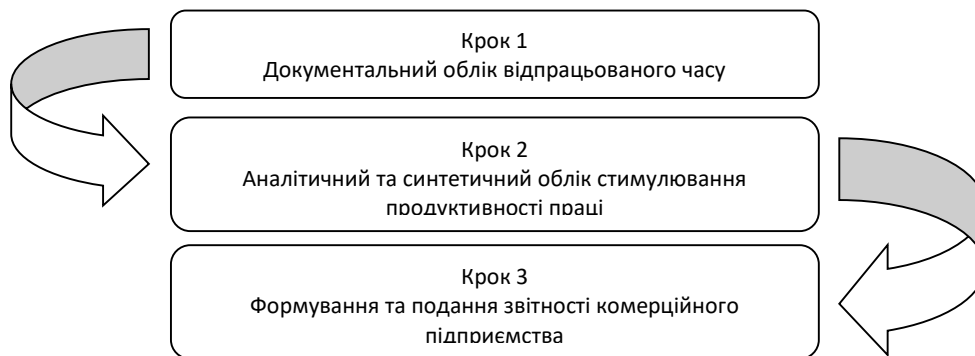 Крок 1
Документальний облік відпрацьованого часу
Крок 2
Аналітичний та синтетичний облік стимулювання
продуктивності праці
Крок 3
Формування та подання звітності комерційного
підприємства